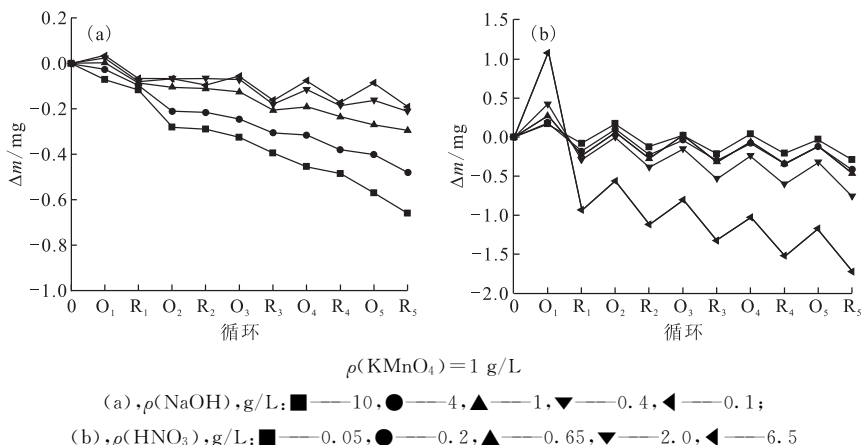 (a)
(b)
0.2
0.0
−0.2
−0.4
−0.6
−0.8
−1.0
Δm/mg
0 O₁ R₁ O₂ R₂ O₃ R₃ O₄ R₄ O₅ R₅
循环
1.5
1.0
0.5
0.0
−0.5
−1.0
−1.5
−2.0
Δm/mg
0 O₁ R₁ O₂ R₂ O₃ R₃ O₄ R₄ O₅ R₅
循环
ρ(KMnO₄)=1 g/L
(a),ρ(NaOH),g/L:■——10,●——4,▲——1,▼——0.4,◀——0.1;
(b),ρ(HNO₃),g/L:■——0.05,●——0.2,▲——0.65,▼——2.0,◀——6.5